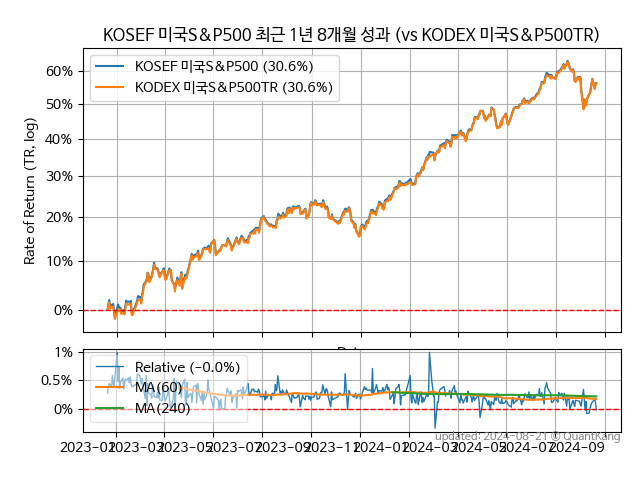 KOSEF 미국S&P500 최근 1년 8개월 성과 (vs KODEX 미국S&P500TR)
KOSEF 미국S&P500 (30.6%)
KODEX 미국S&P500TR (30.6%)
Rate of Return (TR, log)
60%
50%
40%
30%
20%
10%
0%
1%
0.5%
0%
Relative (−0.0%)
MA(60)
MA(240)
2023-01
2023-03
2023-05
2023-07
2023-09
2023-11
2024-01
2024-03
2024-05
2024-07
2024-09
updated: 2024-08-21 © QuantKang